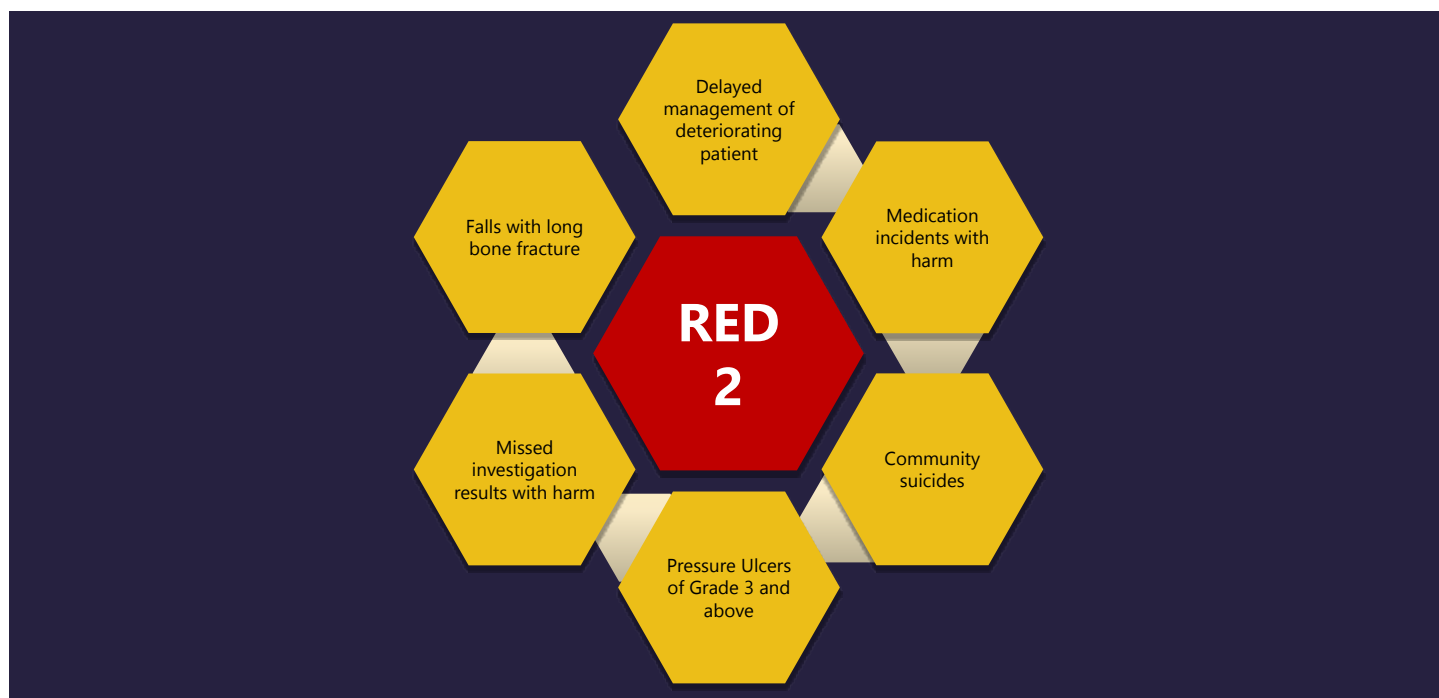 Delayed
management of
deteriorating
patient
Medication
incidents with
harm
Community
suicides
Pressure Ulcers
of Grade 3 and
above
Missed
investigation
results with harm
Falls with long
bone fracture
RED
2